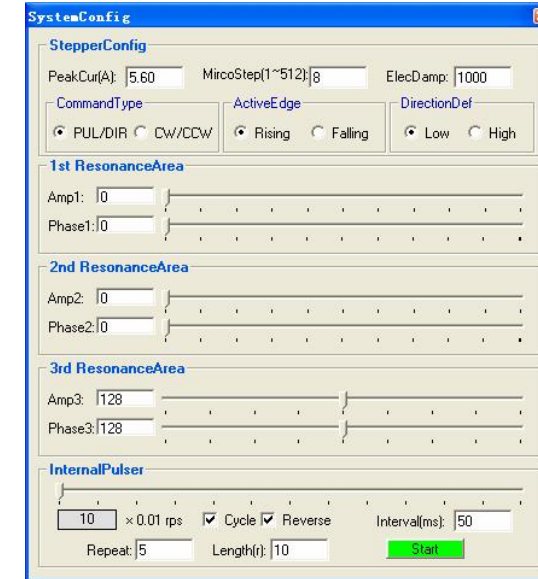 SystemConfig
StepperConfig
PeakCur(A): 5.60 MircoStep(1~512): 8 ElecDamp: 1000
CommandType ActiveEdge DirectionDef
PUL/DIR CW/CCW Rising Falling Low High
1st ResonanceArea
Amp1: 0
Phase1: 0
2nd ResonanceArea
Amp2: 0
Phase2: 0
3rd ResonanceArea
Amp3: 128
Phase3: 128
InternalPulser
10 × 0.01 rps Cycle Reverse Interval(ms): 50
Repeat: 5 Length(r): 10 Start